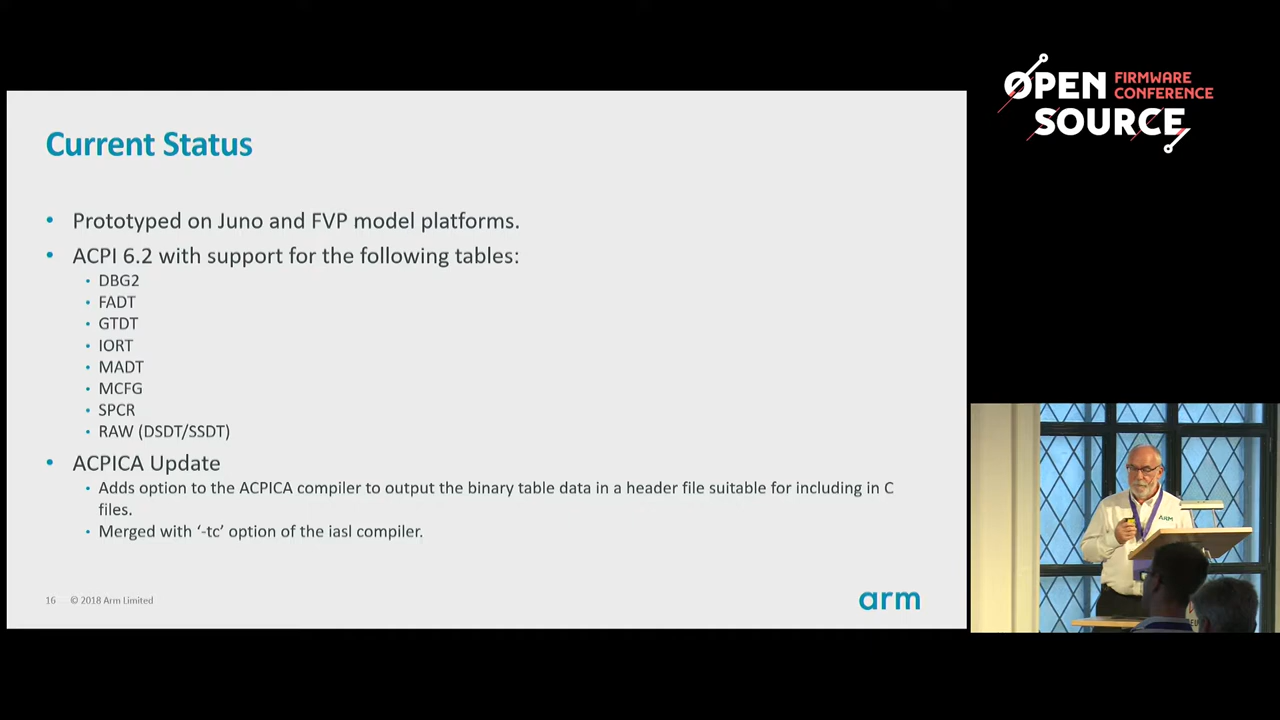 OPEN FIRMWARE
CONFERENCE
SOURCE
Current Status
• Prototyped on Juno and FVP model platforms.
• ACPI 6.2 with support for the following tables:
• DBG2
• FADT
• GTDT
• IORT
• MADT
• MCFG
• SPCR
• RAW (DSDT/SSDT)
• ACPICA Update
• Adds option to the ACPICA compiler to output the binary table data in a header file suitable for including in C
files.
• Merged with ‘-tc’ option of the iasl compiler.
16 © 2018 Arm Limited
arm
ARM